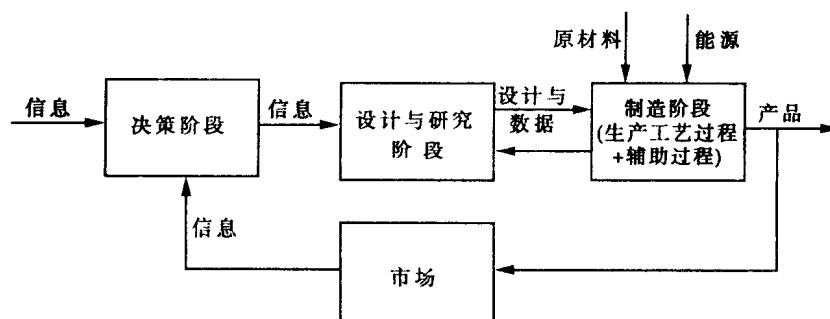 原材料
能源
信息
决策阶段
信息
设计与研究
阶段
设计与
数据
制造阶段
(生产工艺过程
+辅助过程)
产品
信息
市场